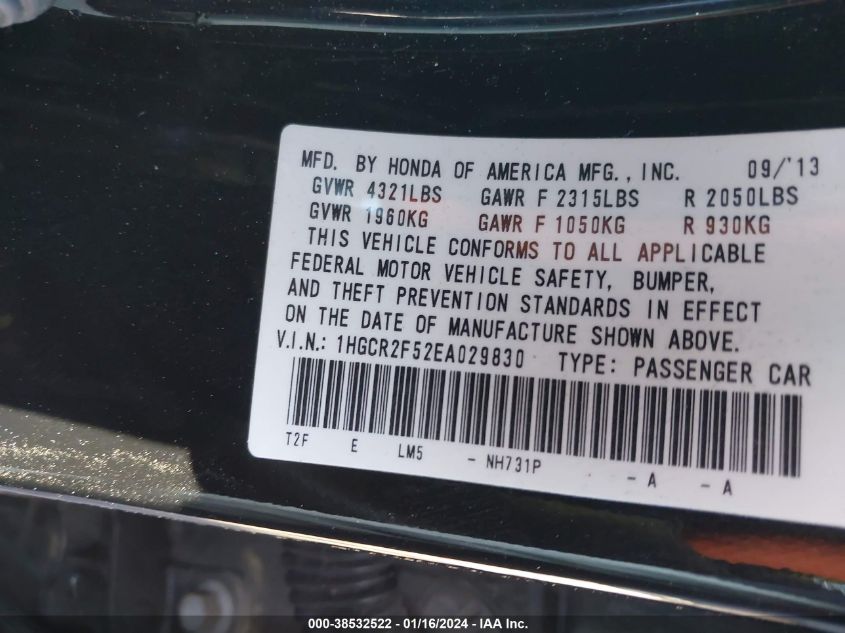 MFD. BY HONDA OF AMERICA MFG., INC. 09/'13
GVWR 4321LBS GAWR F 2315LBS R 2050LBS
GVWR 1960KG GAWR F 1050KG R 930KG
THIS VEHICLE CONFORMS TO ALL APPLICABLE
FEDERAL MOTOR VEHICLE SAFETY, BUMPER,
AND THEFT PREVENTION STANDARDS IN EFFECT
ON THE DATE OF MANUFACTURE SHOWN ABOVE.
V.I.N.: 1HGCR2F52EA029830 TYPE: PASSENGER CAR
T2F E LM5 - NH731P - A - A
000-38532522 - 01/16/2024 - IAA Inc.